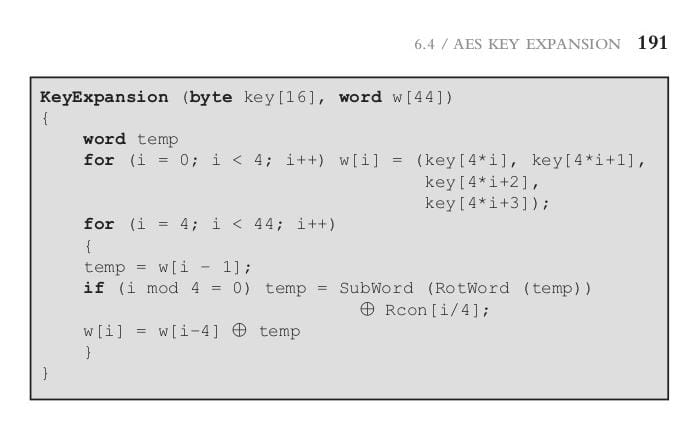 6.4 / AES KEY EXPANSION 191
KeyExpansion (byte key[16], word w[44])
{
word temp
for (i = 0; i < 4; i++) w[i] = (key[4*i], key[4*i+1],
key[4*i+2],
key[4*i+3]);
for (i = 4; i < 44; i++)
{
temp = w[i - 1];
if (i mod 4 = 0) temp = SubWord (RotWord (temp))
⊕ Rcon[i/4];
w[i] = w[i-4] ⊕ temp
}
}